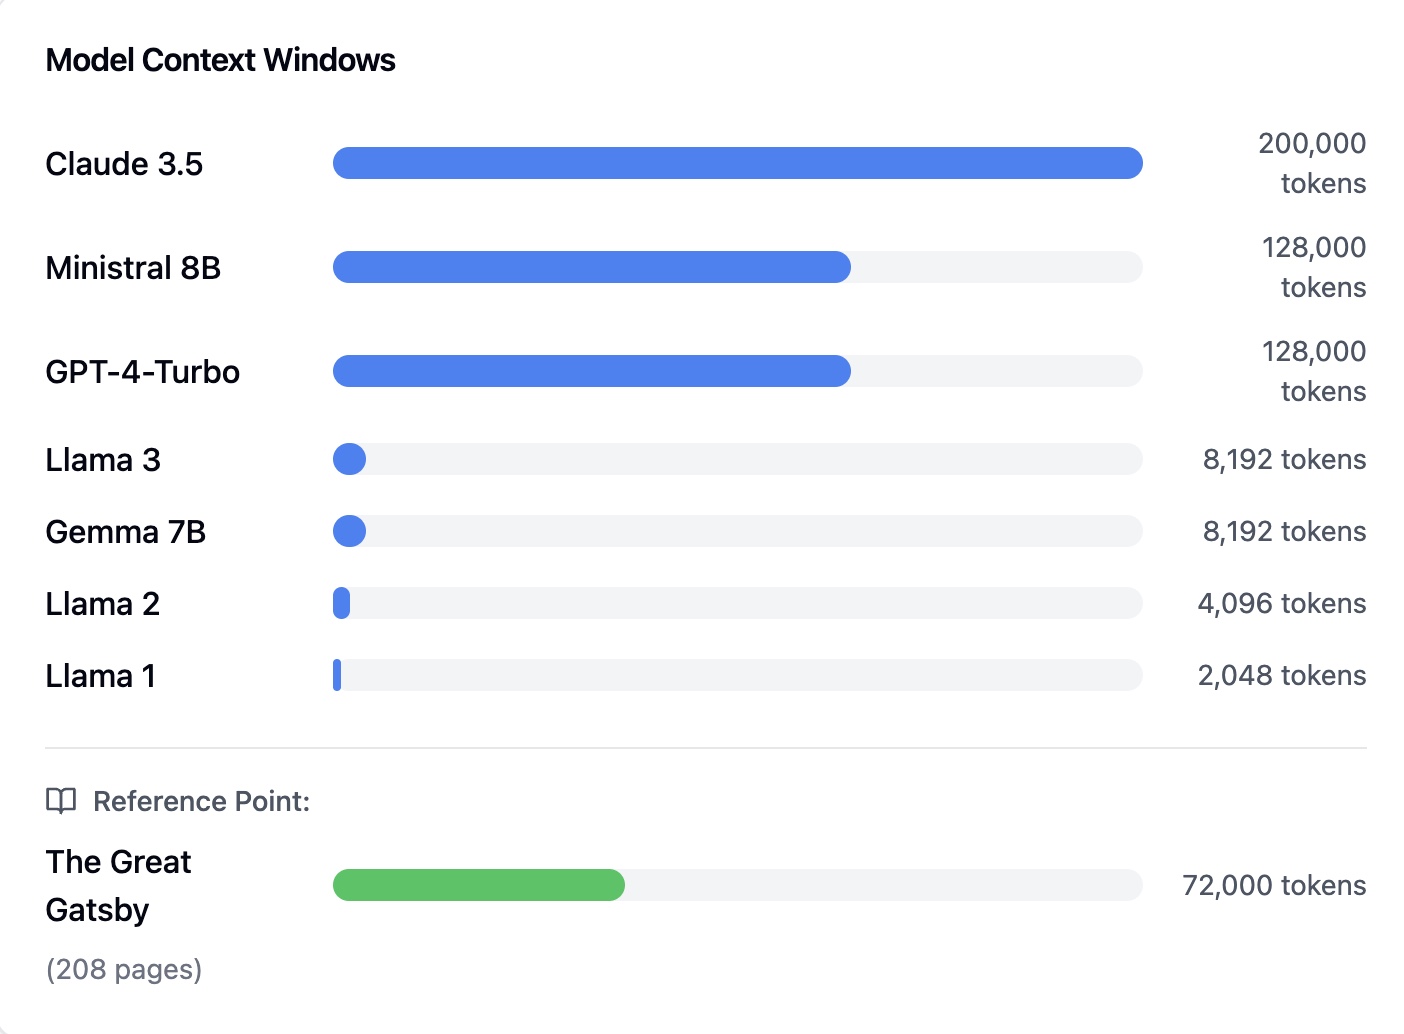 Model Context Windows
Claude 3.5
200,000
tokens
Ministral 8B
128,000
tokens
GPT-4-Turbo
128,000
tokens
Llama 3
8,192 tokens
Gemma 7B
8,192 tokens
Llama 2
4,096 tokens
Llama 1
2,048 tokens
Reference Point:
The Great
Gatsby
72,000 tokens
(208 pages)